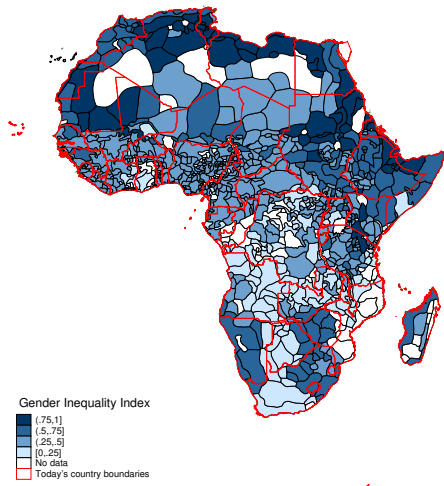 Gender Inequality Index
(.75,1]
(.5,.75]
(.25,.5]
[0,.25]
No data
Today's country boundaries